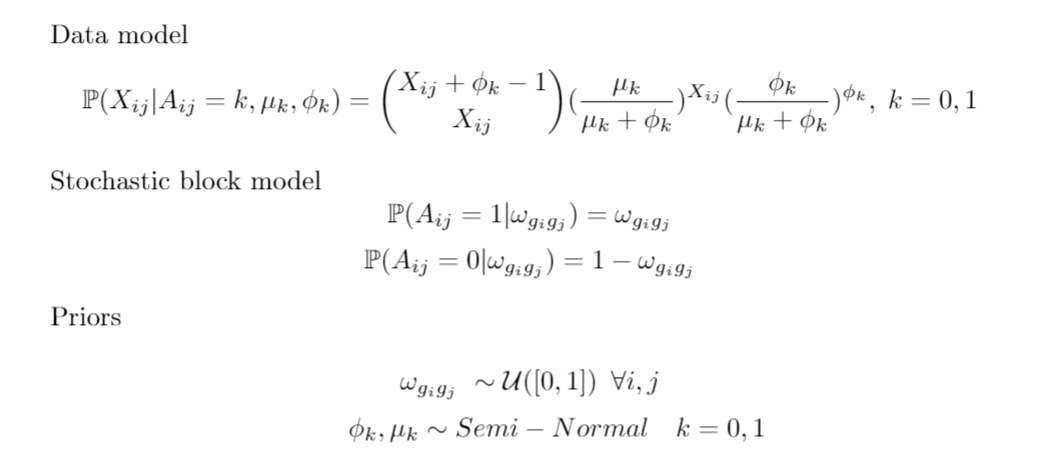 Data model
ℙ(X_{ij}|A_{ij} = k, μ_k, ϕ_k) = \binom{X_{ij} + ϕ_k − 1}{X_{ij}} (\frac{μ_k}{μ_k + ϕ_k})^{X_{ij}} (\frac{ϕ_k}{μ_k + ϕ_k})^{ϕ_k}, k = 0, 1
Stochastic block model
ℙ(A_{ij} = 1|ω_{g_i g_j}) = ω_{g_i g_j}
ℙ(A_{ij} = 0|ω_{g_i g_j}) = 1 − ω_{g_i g_j}
Priors
ω_{g_i g_j} ∼ 𝒰([0, 1]) ∀i, j
ϕ_k, μ_k ∼ Semi − Normal k = 0, 1